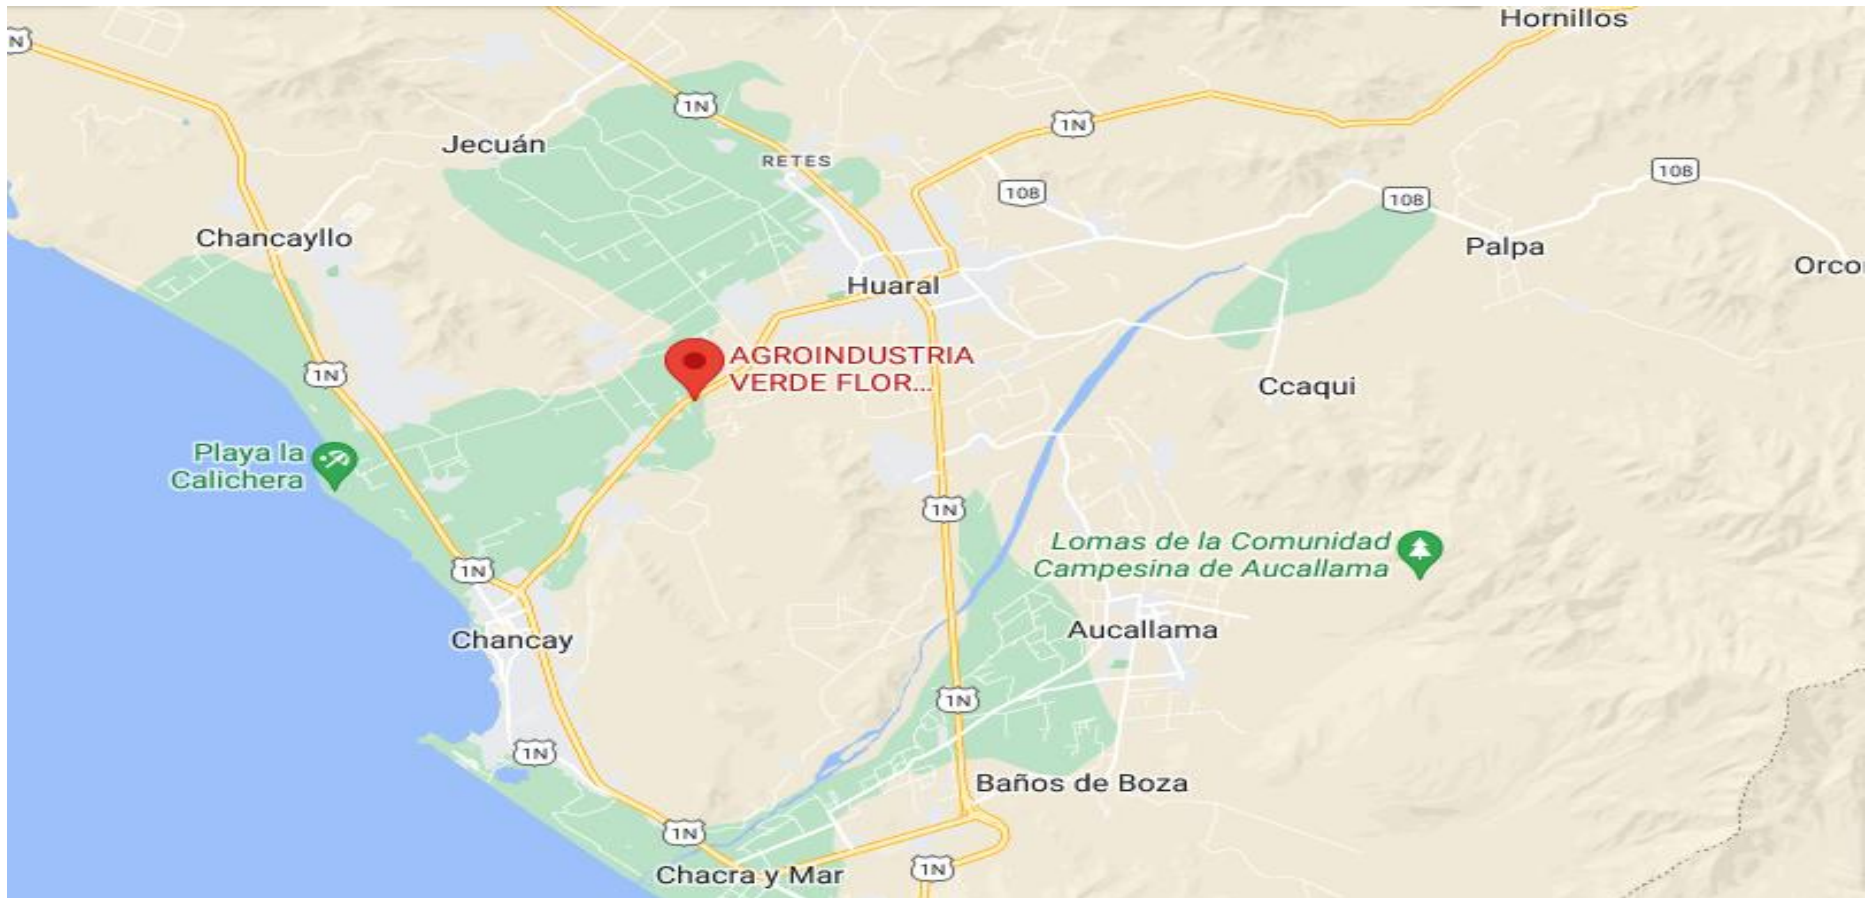 Hornillos
N
1N
1N
Jecuán
RETES
108
108
108
Chancayllo
Palpa
Orco
Huaral
AGROINDUSTRIA
VERDE FLOR...
1N
Ccaqui
Playa la
Calichera
1N
Lomas de la Comunidad
Campesina de Aucallama
1N
Aucallama
Chancay
1N
1N
Baños de Boza
1N
1N
Chacra y Mar